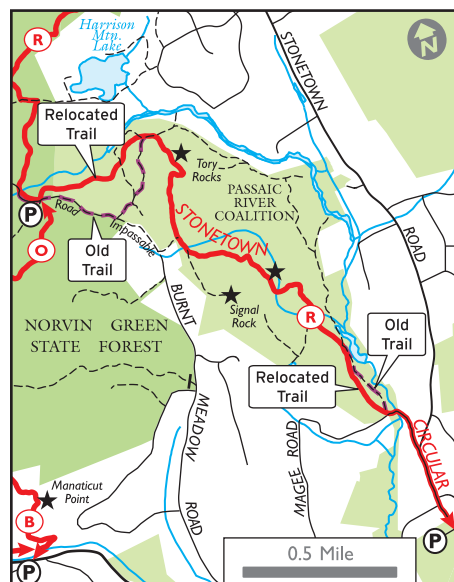 Harrison
Mtn.
Lake
R
N
STONETOWN
ROAD
Relocated
Trail
Tory
Rocks
PASSAIC
RIVER
COALITION
P
Road
Impassable
O
Old
Trail
STONETOWN
BURNT
MEADOW
ROAD
Signal
Rock
R
NORVIN GREEN
STATE FOREST
Old
Trail
Relocated
Trail
CIRCULAR
MAGEE ROAD
Manaticut
Point
B
P
P
0.5 Mile